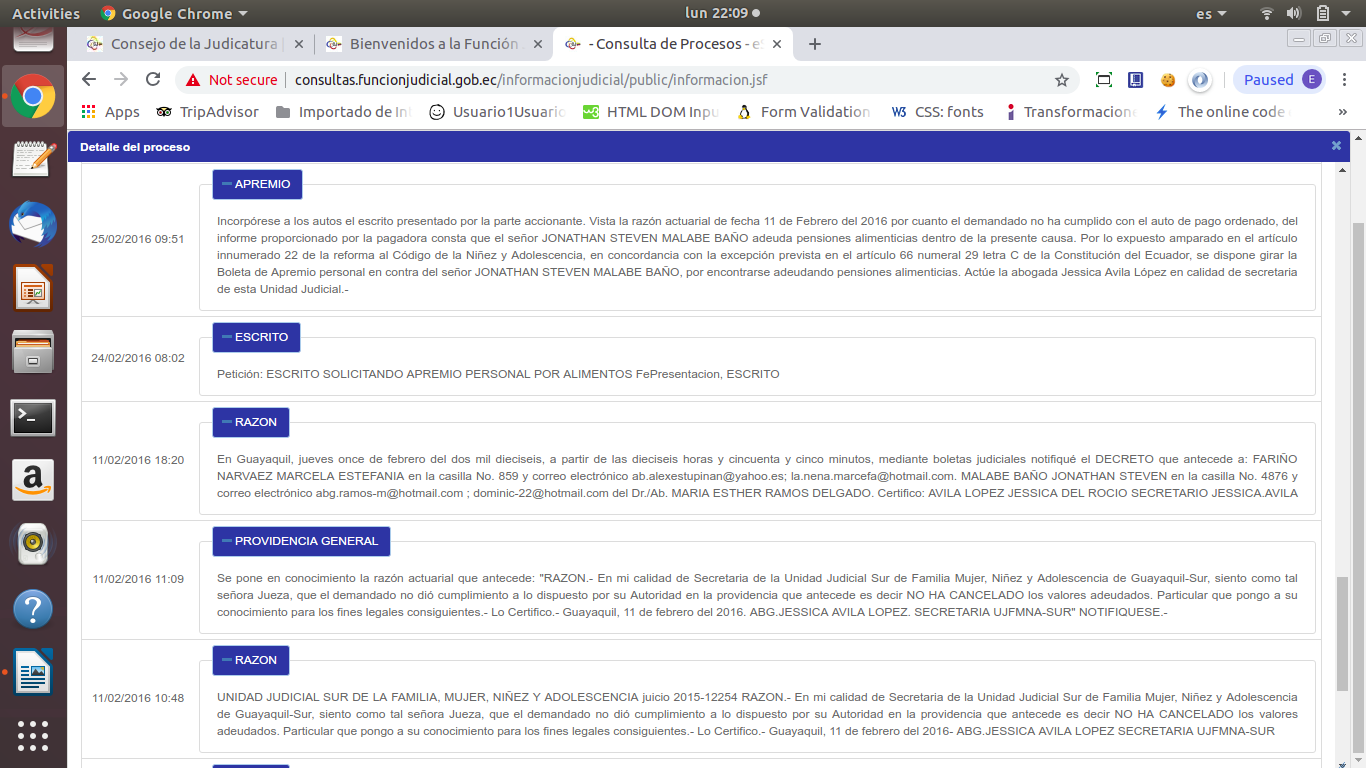 Activities Google Chrome lun 22:09 es
Consejo de la Judicatura Bienvenidos a la Función - Consulta de Procesos - e
Not secure consultas.funcionjudicial.gob.ec/informacionjudicial/public/informacion.jsf Paused E
Apps TripAdvisor Importado de In Usuario1Usuario HTML DOM Inpu Form Validation CSS: fonts Transformacione The online code »
Detalle del proceso
APREMIO
25/02/2016 09:51
Incorpórese a los autos el escrito presentado por la parte accionante. Vista la razón actuarial de fecha 11 de Febrero del 2016 por cuanto el demandado no ha cumplido con el auto de pago ordenado, del
informe proporcionado por la pagadora consta que el señor JONATHAN STEVEN MALABE BAÑO adeuda pensiones alimenticias dentro de la presente causa. Por lo expuesto amparado en el artículo
innumerado 22 de la reforma al Código de la Niñez y Adolescencia, en concordancia con la excepción prevista en el artículo 66 numeral 29 letra C de la Constitución del Ecuador, se dispone girar la
Boleta de Apremio personal en contra del señor JONATHAN STEVEN MALABE BAÑO, por encontrarse adeudando pensiones alimenticias. Actúe la abogada Jessica Avila López en calidad de secretaria
de esta Unidad Judicial.-
ESCRITO
24/02/2016 08:02
Petición: ESCRITO SOLICITANDO APREMIO PERSONAL POR ALIMENTOS FePresentacion, ESCRITO
RAZON
11/02/2016 18:20
En Guayaquil, jueves once de febrero del dos mil dieciseis, a partir de las dieciseis horas y cincuenta y cinco minutos, mediante boletas judiciales notifiqué el DECRETO que antecede a: FARIÑO
NARVAEZ MARCELA ESTEFANIA en la casilla No. 859 y correo electrónico ab.alexestupinan@yahoo.es; la.nena.marcefa@hotmail.com. MALABE BAÑO JONATHAN STEVEN en la casilla No. 4876 y
correo electrónico abg.ramos-m@hotmail.com ; dominic-22@hotmail.com del Dr./Ab. MARIA ESTHER RAMOS DELGADO. Certifico: AVILA LOPEZ JESSICA DEL ROCIO SECRETARIO JESSICA.AVILA
PROVIDENCIA GENERAL
11/02/2016 11:09
Se pone en conocimiento la razón actuarial que antecede: "RAZON.- En mi calidad de Secretaria de la Unidad Judicial Sur de Familia Mujer, Niñez y Adolescencia de Guayaquil-Sur, siento como tal
señora Jueza, que el demandado no dió cumplimiento a lo dispuesto por su Autoridad en la providencia que antecede es decir NO HA CANCELADO los valores adeudados. Particular que pongo a su
conocimiento para los fines legales consiguientes.- Lo Certifico.- Guayaquil, 11 de febrero del 2016. ABG.JESSICA AVILA LOPEZ. SECRETARIA UJFMNA-SUR" NOTIFIQUESE.-
RAZON
11/02/2016 10:48
UNIDAD JUDICIAL SUR DE LA FAMILIA, MUJER, NIÑEZ Y ADOLESCENCIA juicio 2015-12254 RAZON.- En mi calidad de Secretaria de la Unidad Judicial Sur de Familia Mujer, Niñez y Adolescencia
de Guayaquil-Sur, siento como tal señora Jueza, que el demandado no dió cumplimiento a lo dispuesto por su Autoridad en la providencia que antecede es decir NO HA CANCELADO los valores
adeudados. Particular que pongo a su conocimiento para los fines legales consiguientes.- Lo Certifico.- Guayaquil, 11 de febrero del 2016- ABG.JESSICA AVILA LOPEZ SECRETARIA UJFMNA-SUR